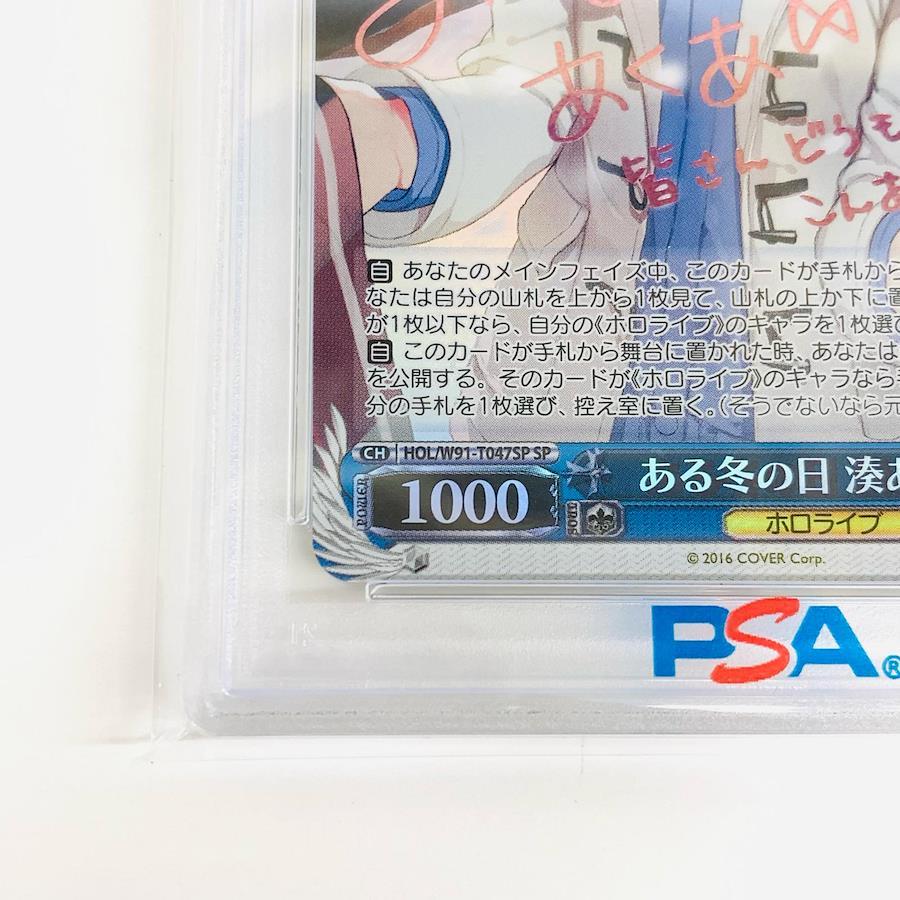 あくあ
皆さんどうも
こんあ
自 あなたのメインフェイズ中、このカードが手札から
なたは自分の山札を上から1枚見て、山札の上か下に置
が1枚以下なら、自分の《ホロライブ》のキャラを1枚選び
自 このカードが手札から舞台に置かれた時、あなたは
を公開する。そのカードが《ホロライブ》のキャラなら手
分の手札を1枚選び、控え室に置く。(そうでないなら元
CH HOL/W91-T047SP SP
POWER 1000
SOUL
ある冬の日 湊あ
ホロライブ
© 2016 COVER Corp.
PSA®